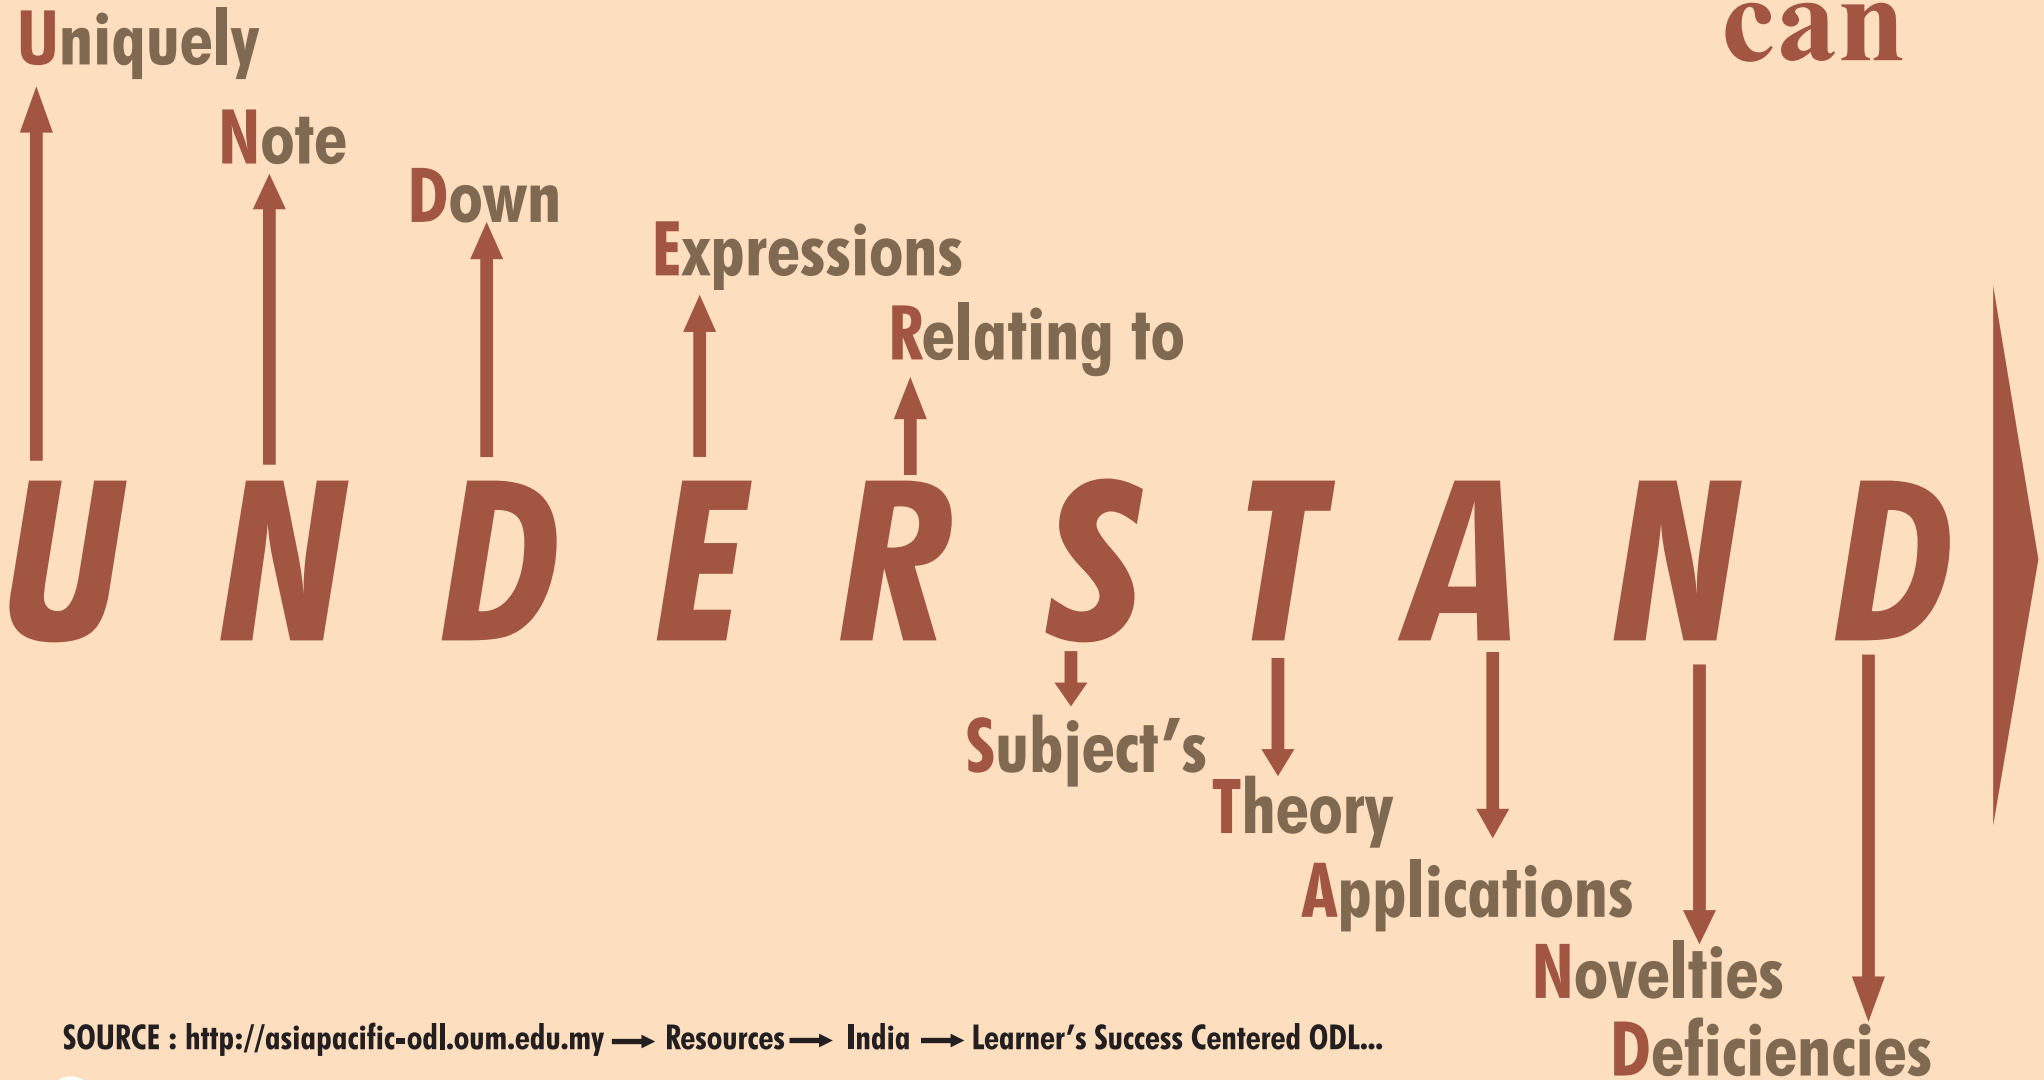 can
Uniquely
Note
Down
Expressions
Relating to
U N D E R S T A N D
Subject's
Theory
Applications
Novelties
Deficiencies
SOURCE : http://asiapacific-odl.oum.edu.my → Resources → India → Learner's Success Centered ODL...